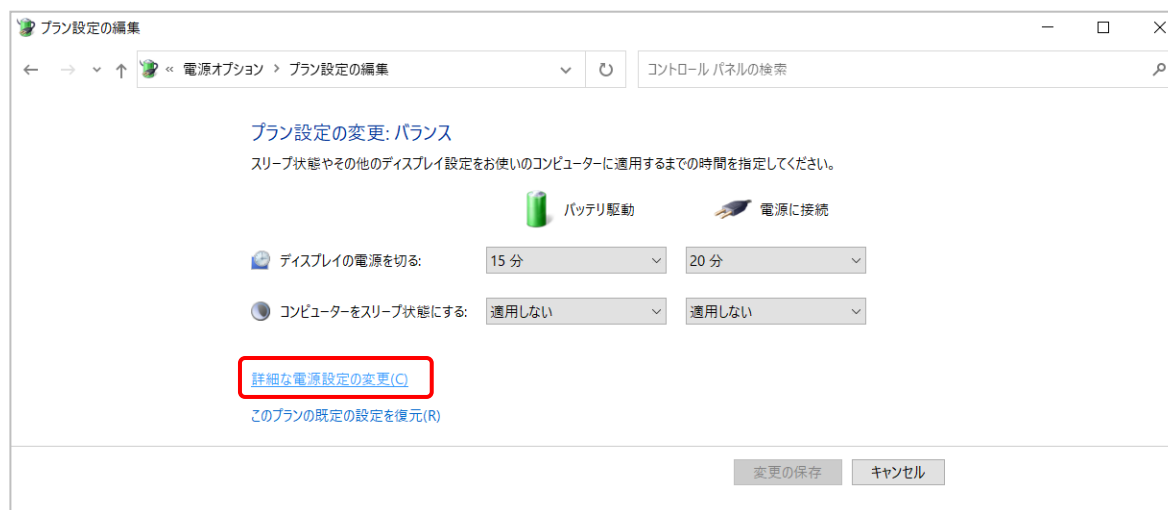 プラン設定の編集
« 電源オプション > プラン設定の編集
コントロール パネルの検索
プラン設定の変更: バランス
スリープ状態やその他のディスプレイ設定をお使いのコンピューターに適用するまでの時間を指定してください。
バッテリ駆動 電源に接続
ディスプレイの電源を切る: 15 分 20 分
コンピューターをスリープ状態にする: 適用しない 適用しない
詳細な電源設定の変更(C)
このプランの既定の設定を復元(R)
変更の保存 キャンセル